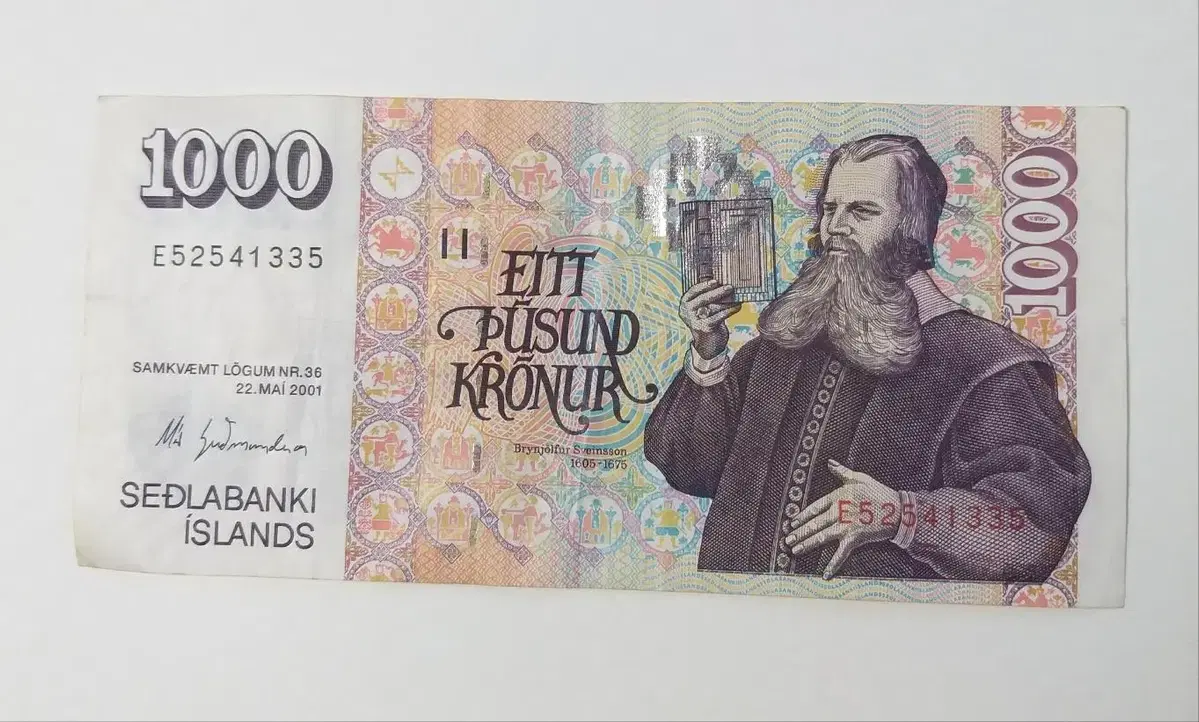 1000
E52541335
SAMKVÆMT LÖGUM NR.36
22.MAÍ 2001
SEÐLABANKI
ÍSLANDS
EITT
ÞÚSUND
KRÓNUR
Brynjólfur Sveinsson
1605-1675
E52541335
1000